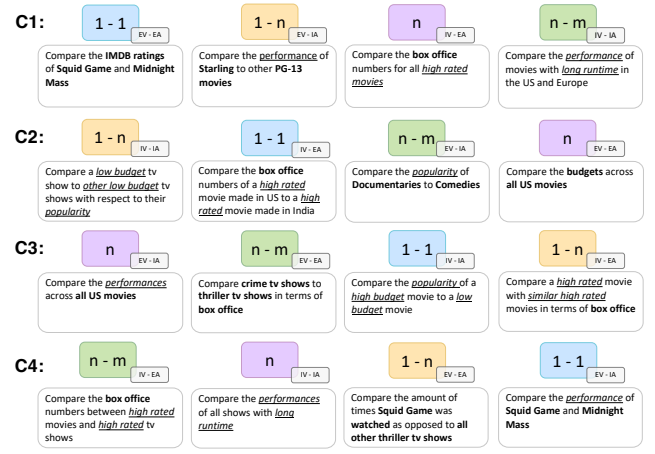 C1:
1 - 1
EV - EA
Compare the IMDB ratings
of Squid Game and Midnight
Mass
1 - n
EV - IA
Compare the performance of
Starling to other PG-13
movies
n
IV - EA
Compare the box office
numbers for all high rated
movies
n - m
IV - IA
Compare the performance of
movies with long runtime in
the US and Europe
C2:
1 - n
IV - IA
Compare a low budget tv
show to other low budget tv
shows with respect to their
popularity
1 - 1
IV - EA
Compare the box office
numbers of a high rated
movie made in US to a high
rated movie made in India
n - m
EV - IA
Compare the popularity of
Documentaries to Comedies
n
EV - EA
Compare the budgets across
all US movies
C3:
n
EV - IA
Compare the performances
across all US movies
n - m
EV - EA
Compare crime tv shows to
thriller tv shows in terms of
box office
1 - 1
IV - IA
Compare the popularity of a
high budget movie to a low
budget movie
1 - n
IV - EA
Compare a high rated movie
with similar high rated
movies in terms of box office
C4:
n - m
IV - EA
Compare the box office
numbers between high rated
movies and high rated tv
shows
n
IV - IA
Compare the performances
of all shows with long
runtime
1 - n
EV - EA
Compare the amount of
times Squid Game was
watched as opposed to all
other thriller tv shows
1 - 1
EV - IA
Compare the performance of
Squid Game and Midnight
Mass